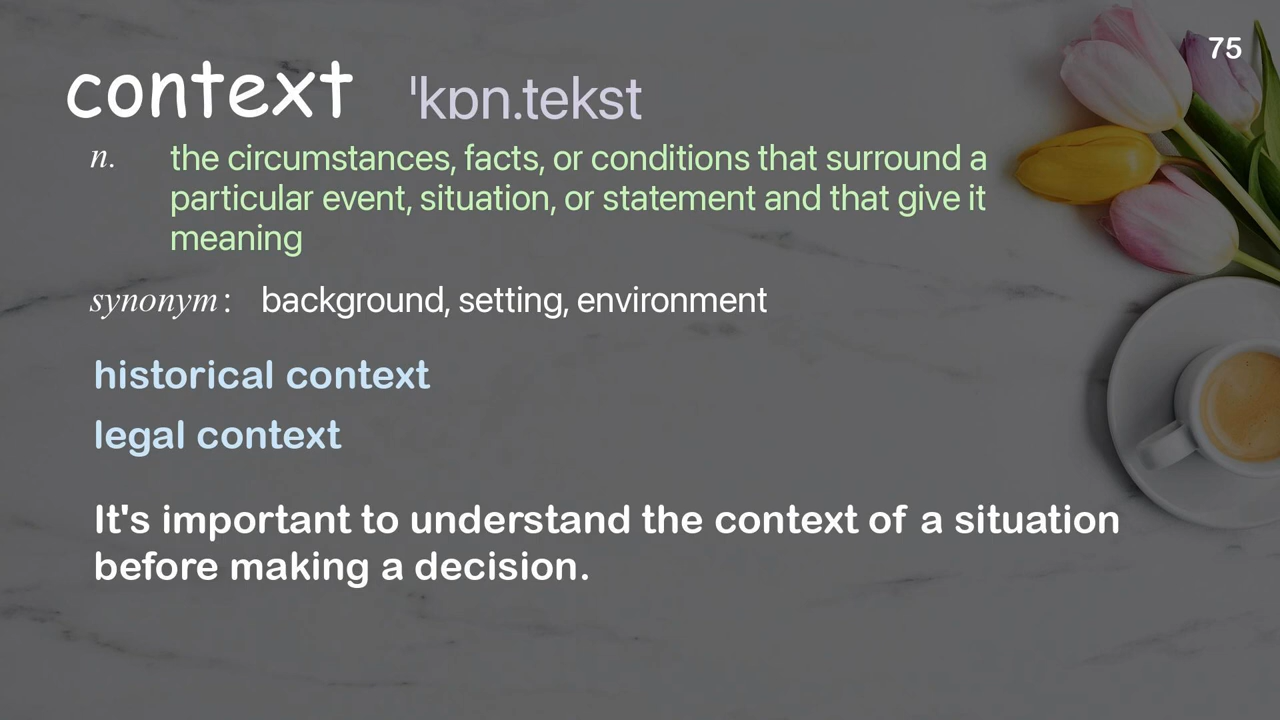 75
context ˈkɒn.tekst
n. the circumstances, facts, or conditions that surround a
particular event, situation, or statement and that give it
meaning
synonym: background, setting, environment
historical context
legal context
It's important to understand the context of a situation
before making a decision.